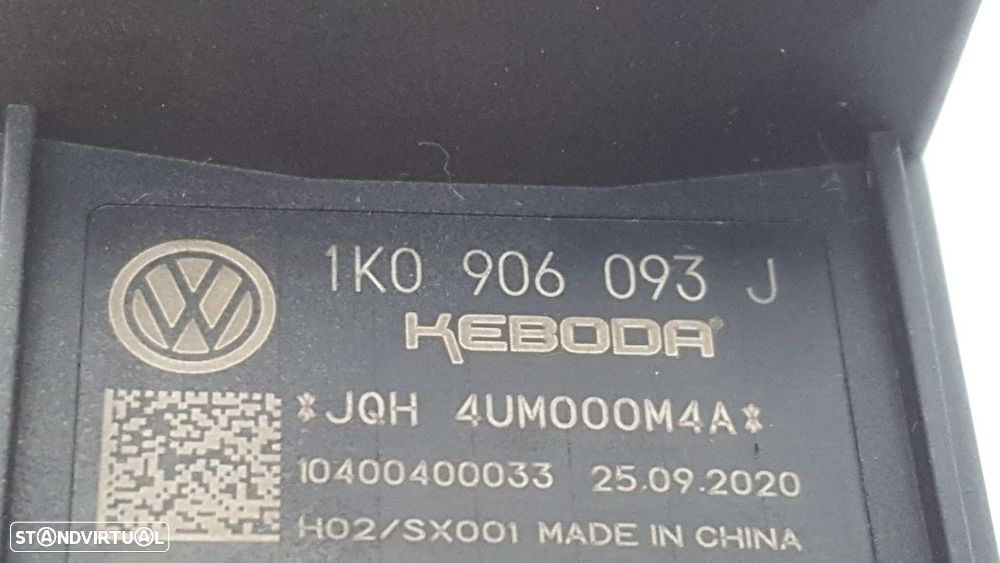 1K0 906 093 J
KEBODA
*JQH 4UM000M4A*
10400400033 25.09.2020
H02/SX001 MADE IN CHINA
STANDVIRTUAL